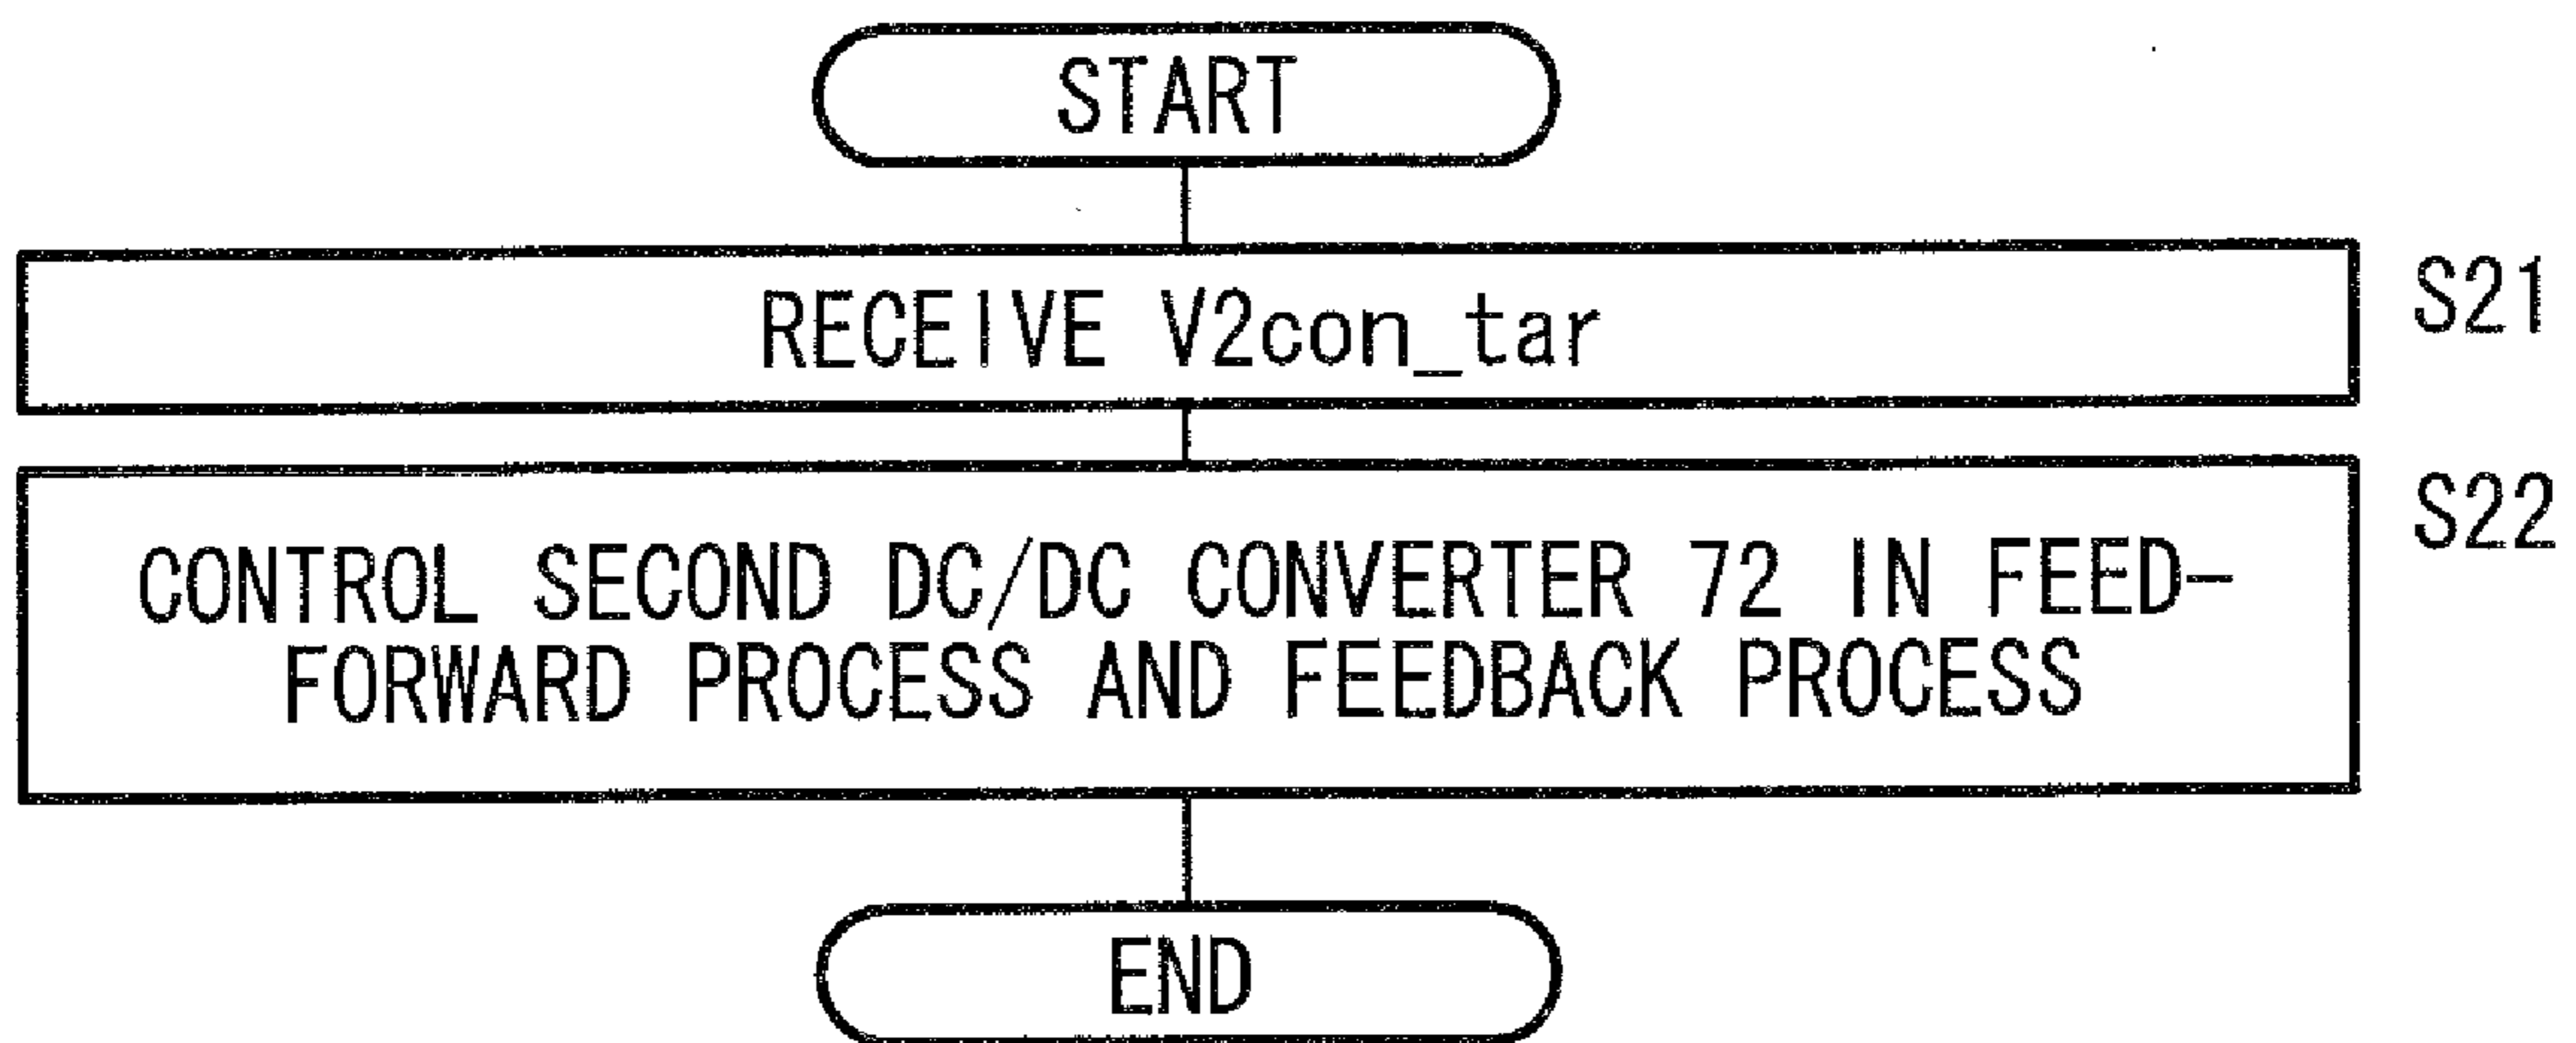 START
RECEIVE V2con_tar
S21
CONTROL SECOND DC/DC CONVERTER 72 IN FEED-
FORWARD PROCESS AND FEEDBACK PROCESS
S22
END